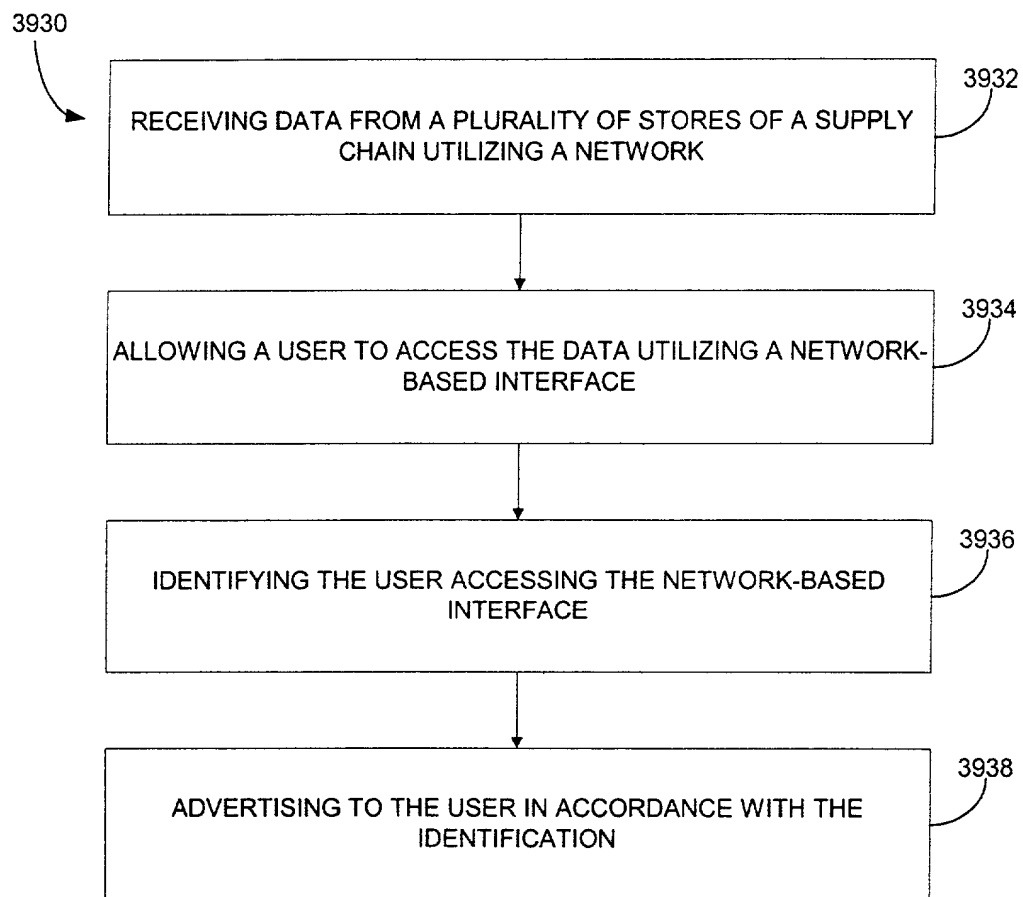 3930
3932
RECEIVING DATA FROM A PLURALITY OF STORES OF A SUPPLY
CHAIN UTILIZING A NETWORK
3934
ALLOWING A USER TO ACCESS THE DATA UTILIZING A NETWORK-
BASED INTERFACE
3936
IDENTIFYING THE USER ACCESSING THE NETWORK-BASED
INTERFACE
3938
ADVERTISING TO THE USER IN ACCORDANCE WITH THE
IDENTIFICATION